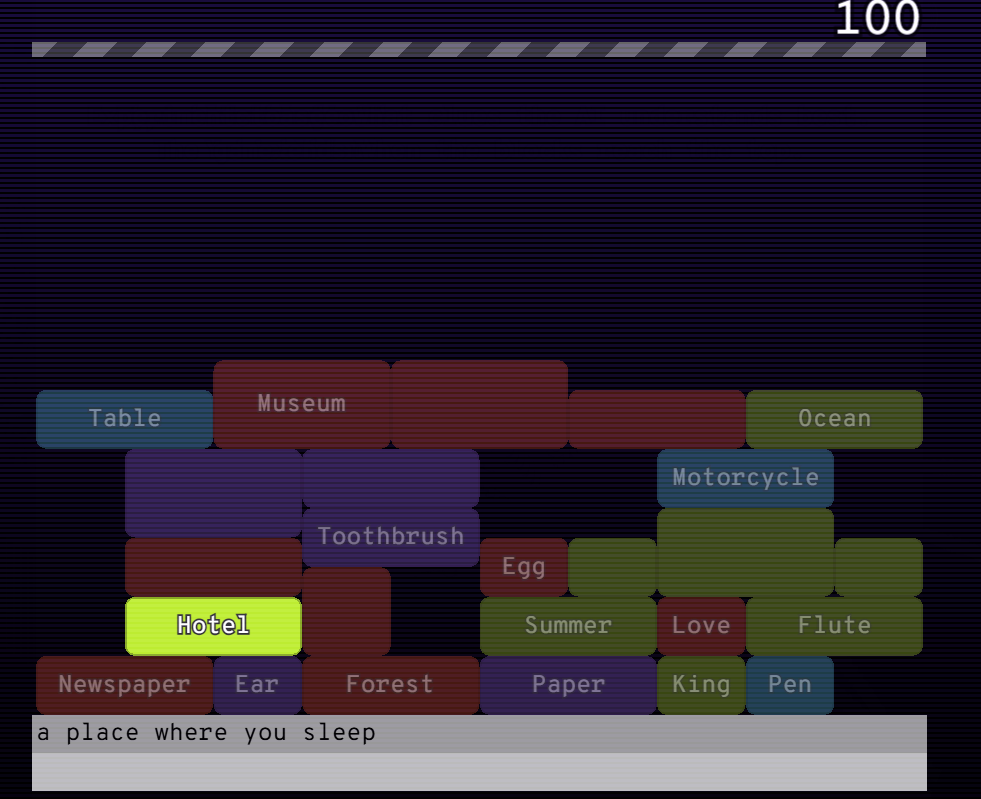 100
Museum
Table
Ocean
Motorcycle
Toothbrush
Egg
Hotel
Summer
Love
Flute
Newspaper
Ear
Forest
Paper
King
Pen
a place where you sleep